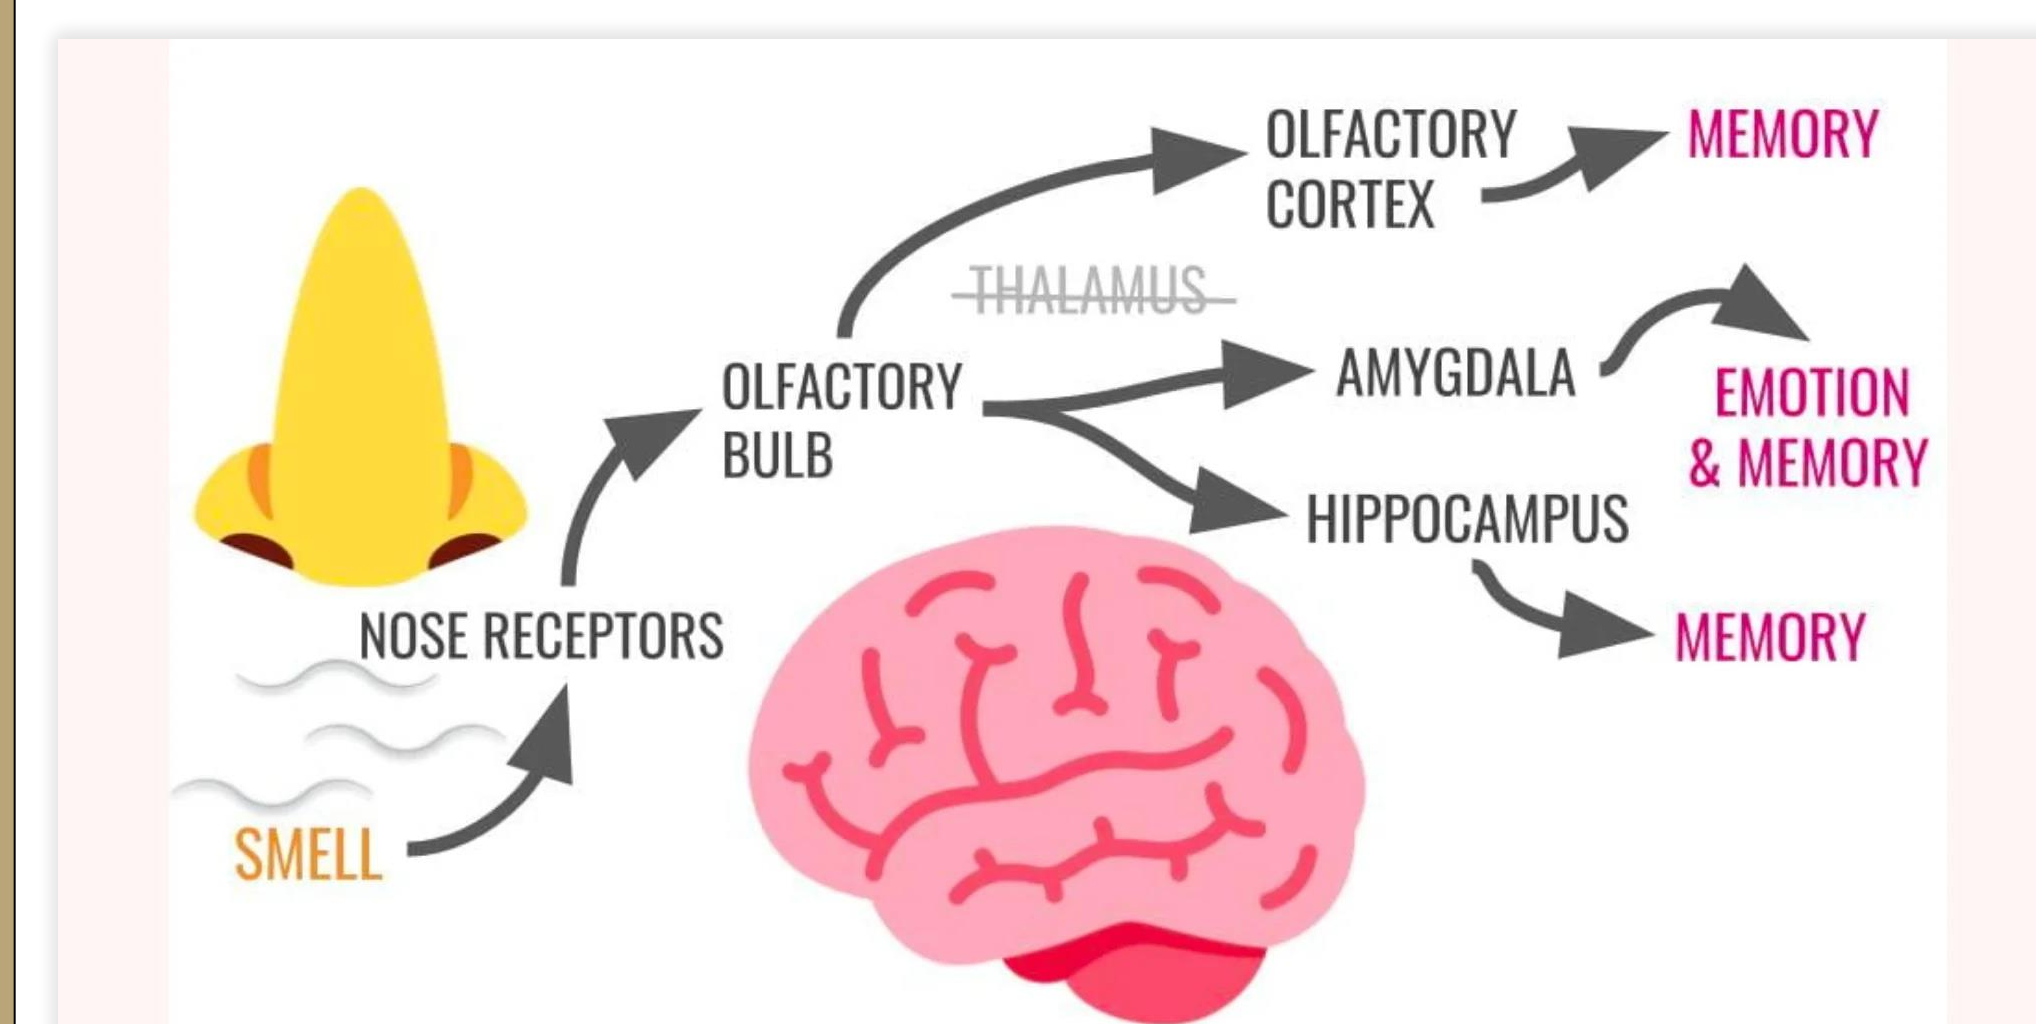 OLFACTORY
CORTEX
MEMORY
THALAMUS
OLFACTORY
BULB
AMYGDALA
EMOTION
& MEMORY
HIPPOCAMPUS
MEMORY
NOSE RECEPTORS
SMELL